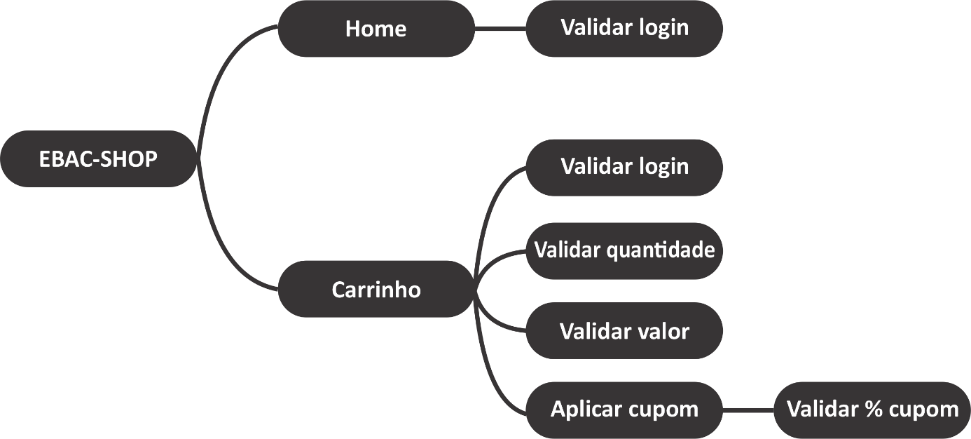 Home
Validar login
EBAC-SHOP
Validar login
Validar quantidade
Carrinho
Validar valor
Aplicar cupom
Validar % cupom